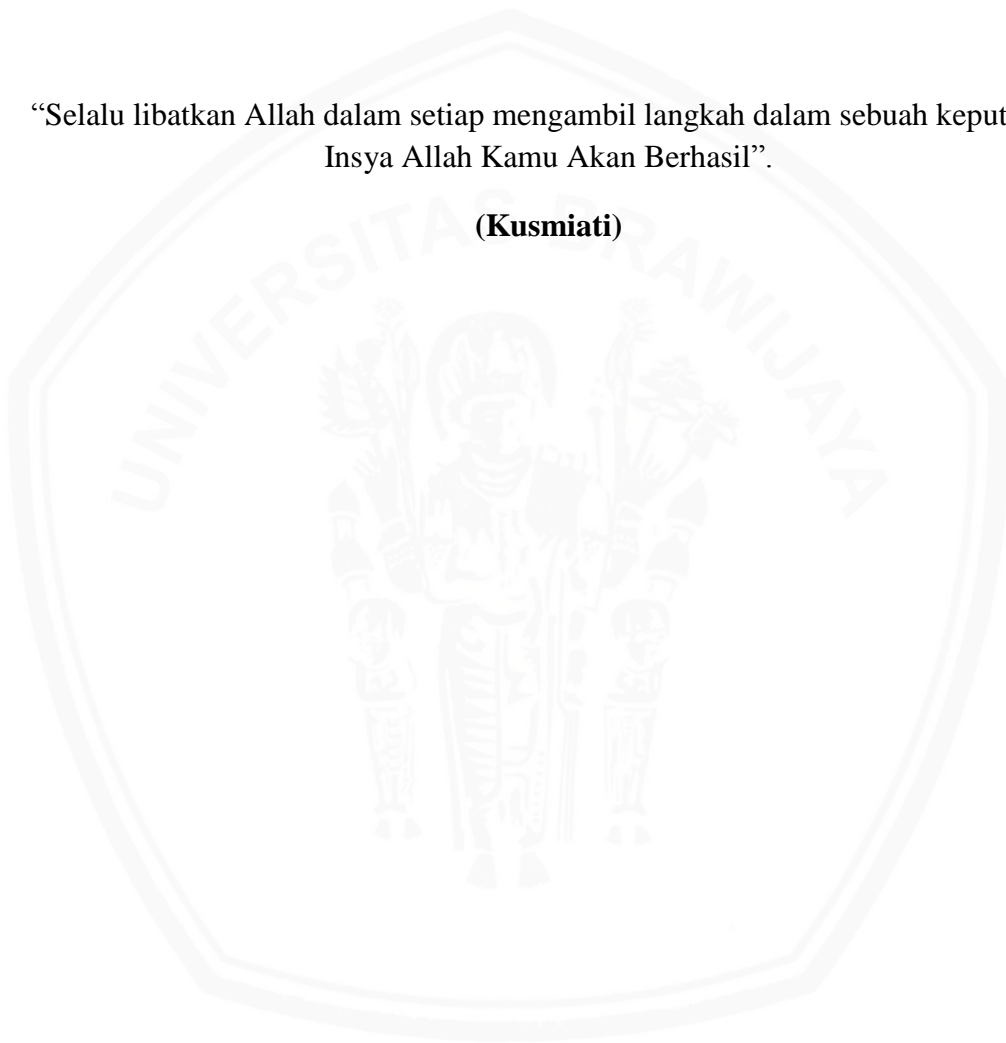 “Selalu libatkan Allah dalam setiap mengambil langkah dalam sebuah keput
Insya Allah Kamu Akan Berhasil”.
(Kusmiati)
UNIVERSITAS BRAWIJAYA